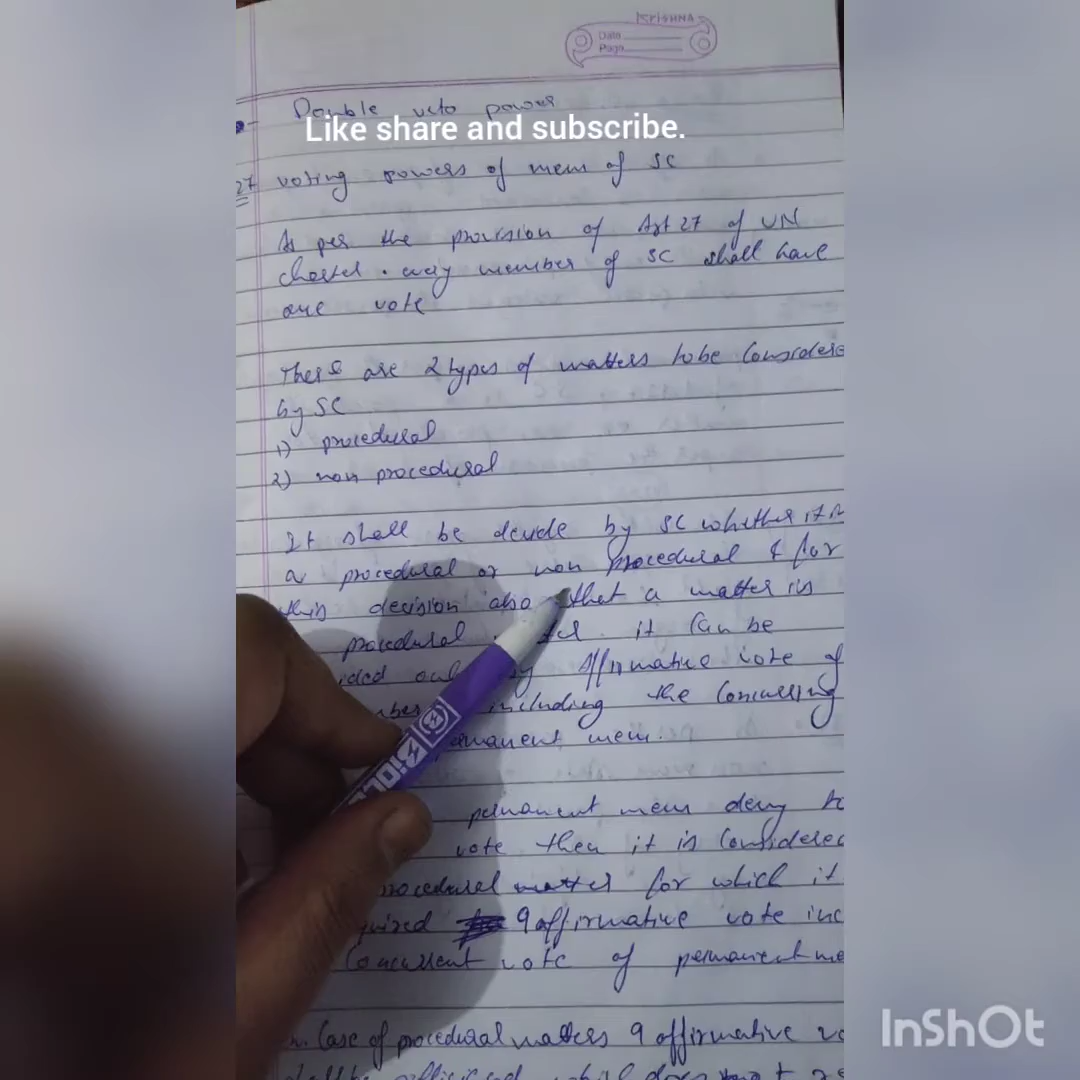 KRISHNA
Date
Page
- Double veto power
Like share and subscribe.
27 voting powers of mem of SC
As per the provision of Art 27 of UN
charter. every member of SC shall have
one vote
There are 2 types of matters to be considere
by SC
1) procedural
2) non procedural
It shall be decide by SC whether it is
a procedural or non procedural & for
this decision also that a matter is
procedural it can be
by affirmative vote of
including the concurring
permanent mem.
permanent mem deny to
vote then it is considered
procedural matter for which it
9 affirmative vote inc
concurrent vote of permanent me
Case of procedural matters 9 affirmative vo
InShOt